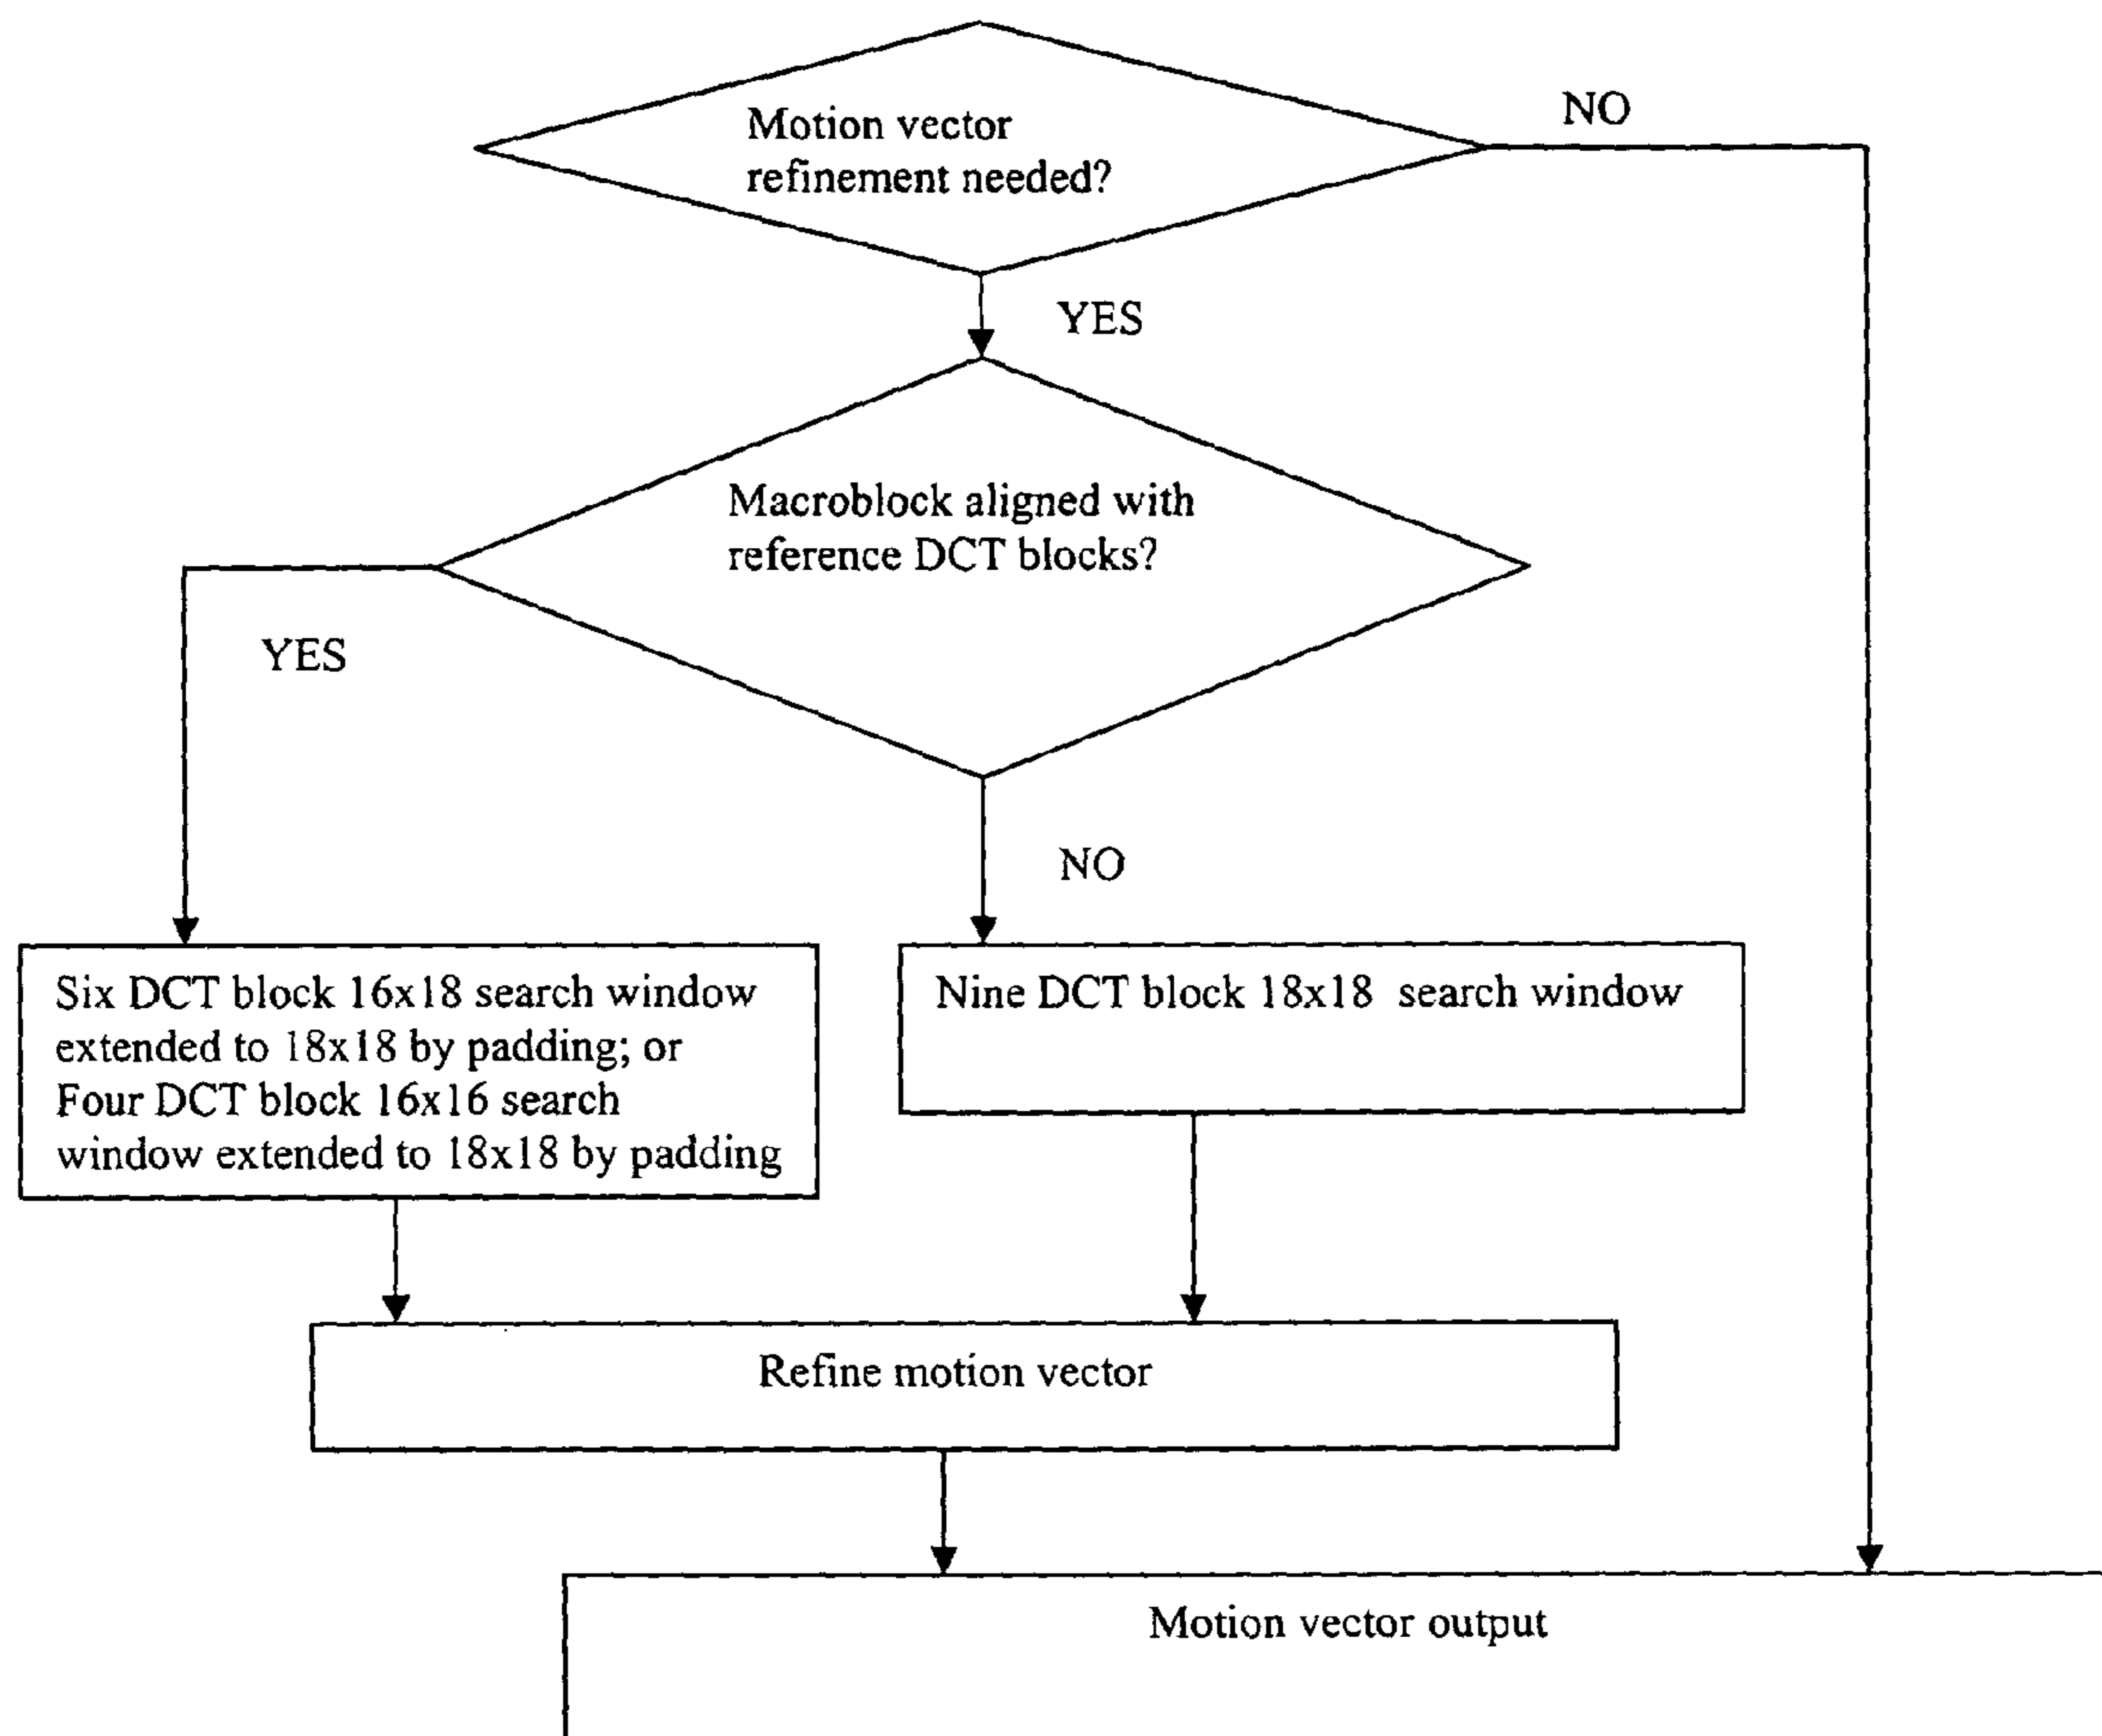 Motion vector
refinement needed?
NO
YES
Macroblock aligned with
reference DCT blocks?
YES
NO
Six DCT block 16x18 search window
extended to 18x18 by padding; or
Four DCT block 16x16 search
window extended to 18x18 by padding
Nine DCT block 18x18 search window
Refine motion vector
Motion vector output